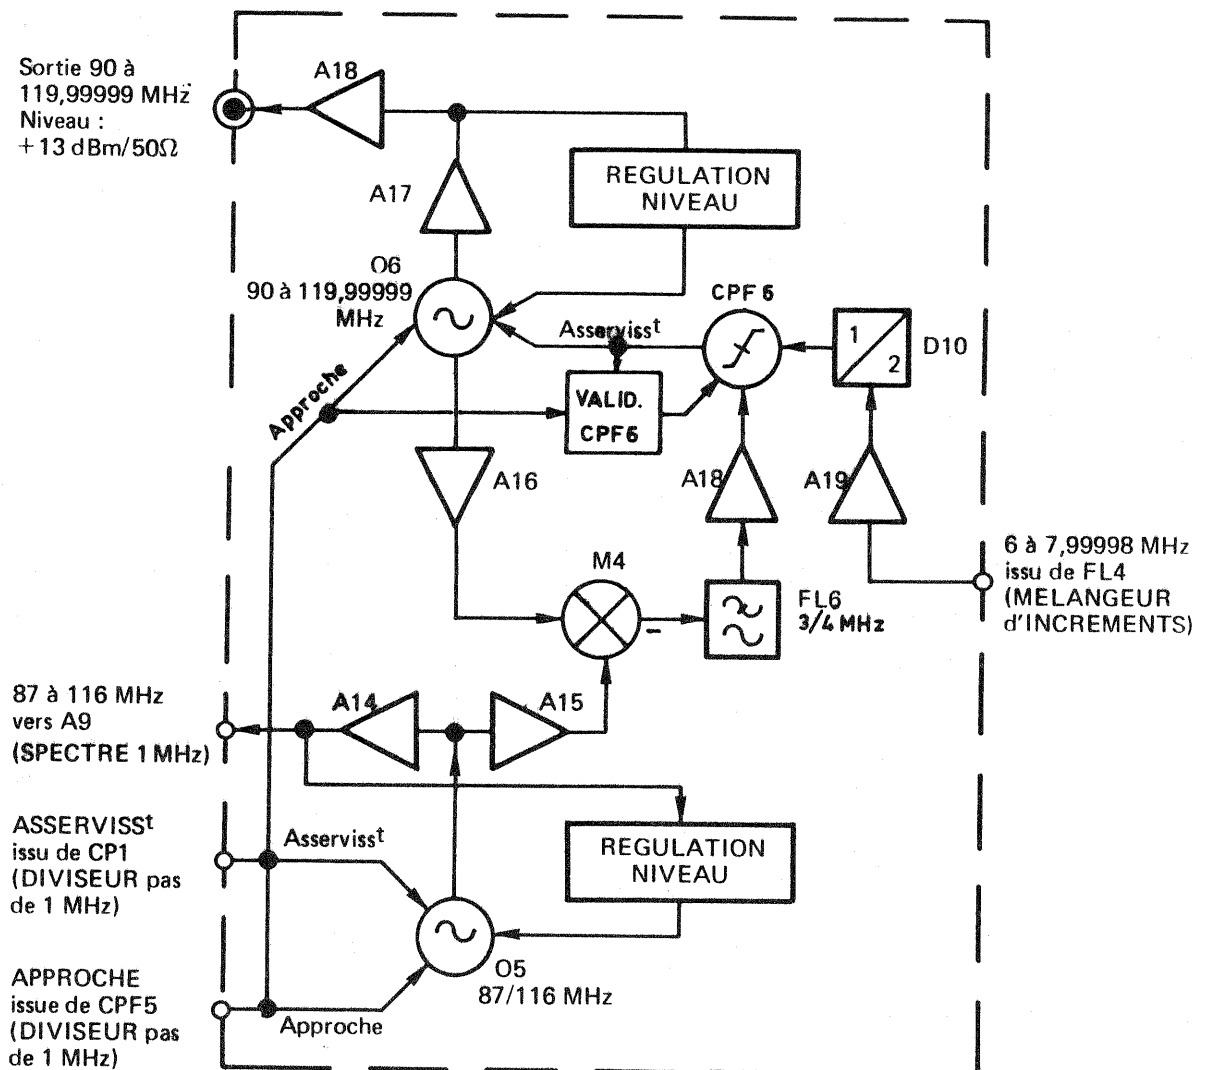 Sortie 90 à
119,99999 MHz
Niveau :
+13 dBm/50Ω
A18
A17
REGULATION
NIVEAU
O6
90 à 119,99999
MHz
CPF 6
Asservisst
1
2
D10
Approche
VALID.
CPF6
A16
A18
A19
6 à 7,99998 MHz
issu de FL4
(MELANGEUR
d'INCREMENTS)
M4
-
FL6
3/4 MHz
87 à 116 MHz
vers A9
(SPECTRE 1 MHz)
A14
A15
ASSERVISSt
issu de CP1
(DIVISEUR pas
de 1 MHz)
Asservisst
REGULATION
NIVEAU
O5
87/116 MHz
APPROCHE
issue de CPF5
(DIVISEUR pas
de 1 MHz)
Approche